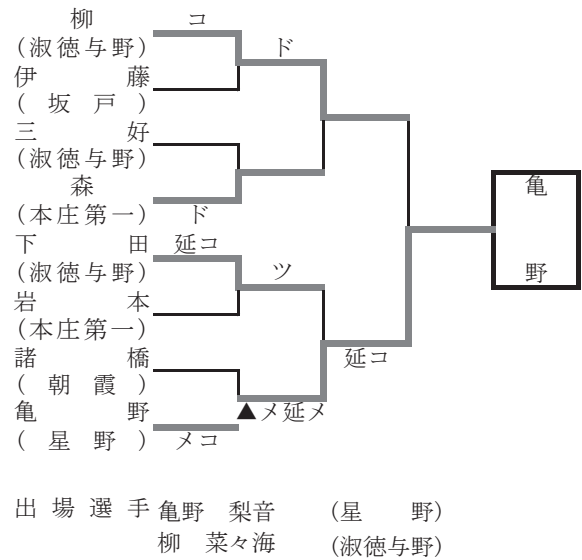 柳 コ
(淑徳与野) ド
伊藤
(坂戸)
三好
(淑徳与野)
森
(本庄第一) ド
下田 延コ
(淑徳与野) ツ
岩本
(本庄第一)
諸橋 延コ
(朝霞)
亀野 ▲メ延メ
(星野) メコ
亀野
出場選手 亀野 梨音 (星野)
柳 菜々海 (淑徳与野)